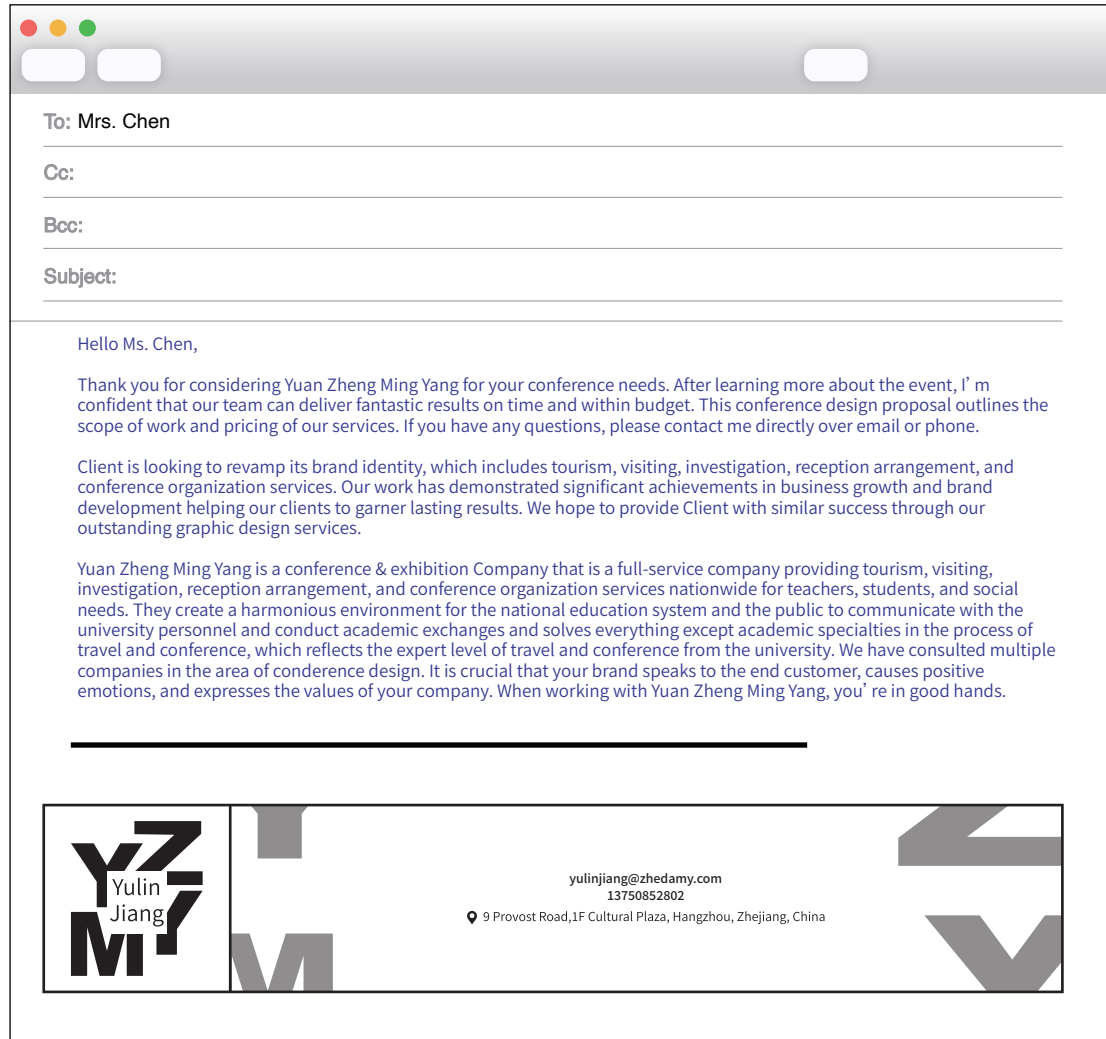 To: Mrs. Chen
Cc:
Bcc:
Subject:
Hello Ms. Chen,
Thank you for considering Yuan Zheng Ming Yang for your conference needs. After learning more about the event, I’ m
confident that our team can deliver fantastic results on time and within budget. This conference design proposal outlines the
scope of work and pricing of our services. If you have any questions, please contact me directly over email or phone.
Client is looking to revamp its brand identity, which includes tourism, visiting, investigation, reception arrangement, and
conference organization services. Our work has demonstrated significant achievements in business growth and brand
development helping our clients to garner lasting results. We hope to provide Client with similar success through our
outstanding graphic design services.
Yuan Zheng Ming Yang is a conference & exhibition Company that is a full-service company providing tourism, visiting,
investigation, reception arrangement, and conference organization services nationwide for teachers, students, and social
needs. They create a harmonious environment for the national education system and the public to communicate with the
university personnel and conduct academic exchanges and solves everything except academic specialties in the process of
travel and conference, which reflects the expert level of travel and conference from the university. We have consulted multiple
companies in the area of conderence design. It is crucial that your brand speaks to the end customer, causes positive
emotions, and expresses the values of your company. When working with Yuan Zheng Ming Yang, you’ re in good hands.
YZ
Yulin
Jiang
MY
yulinjiang@zhedamy.com
13750852802
9 Provost Road,1F Cultural Plaza, Hangzhou, Zhejiang, China